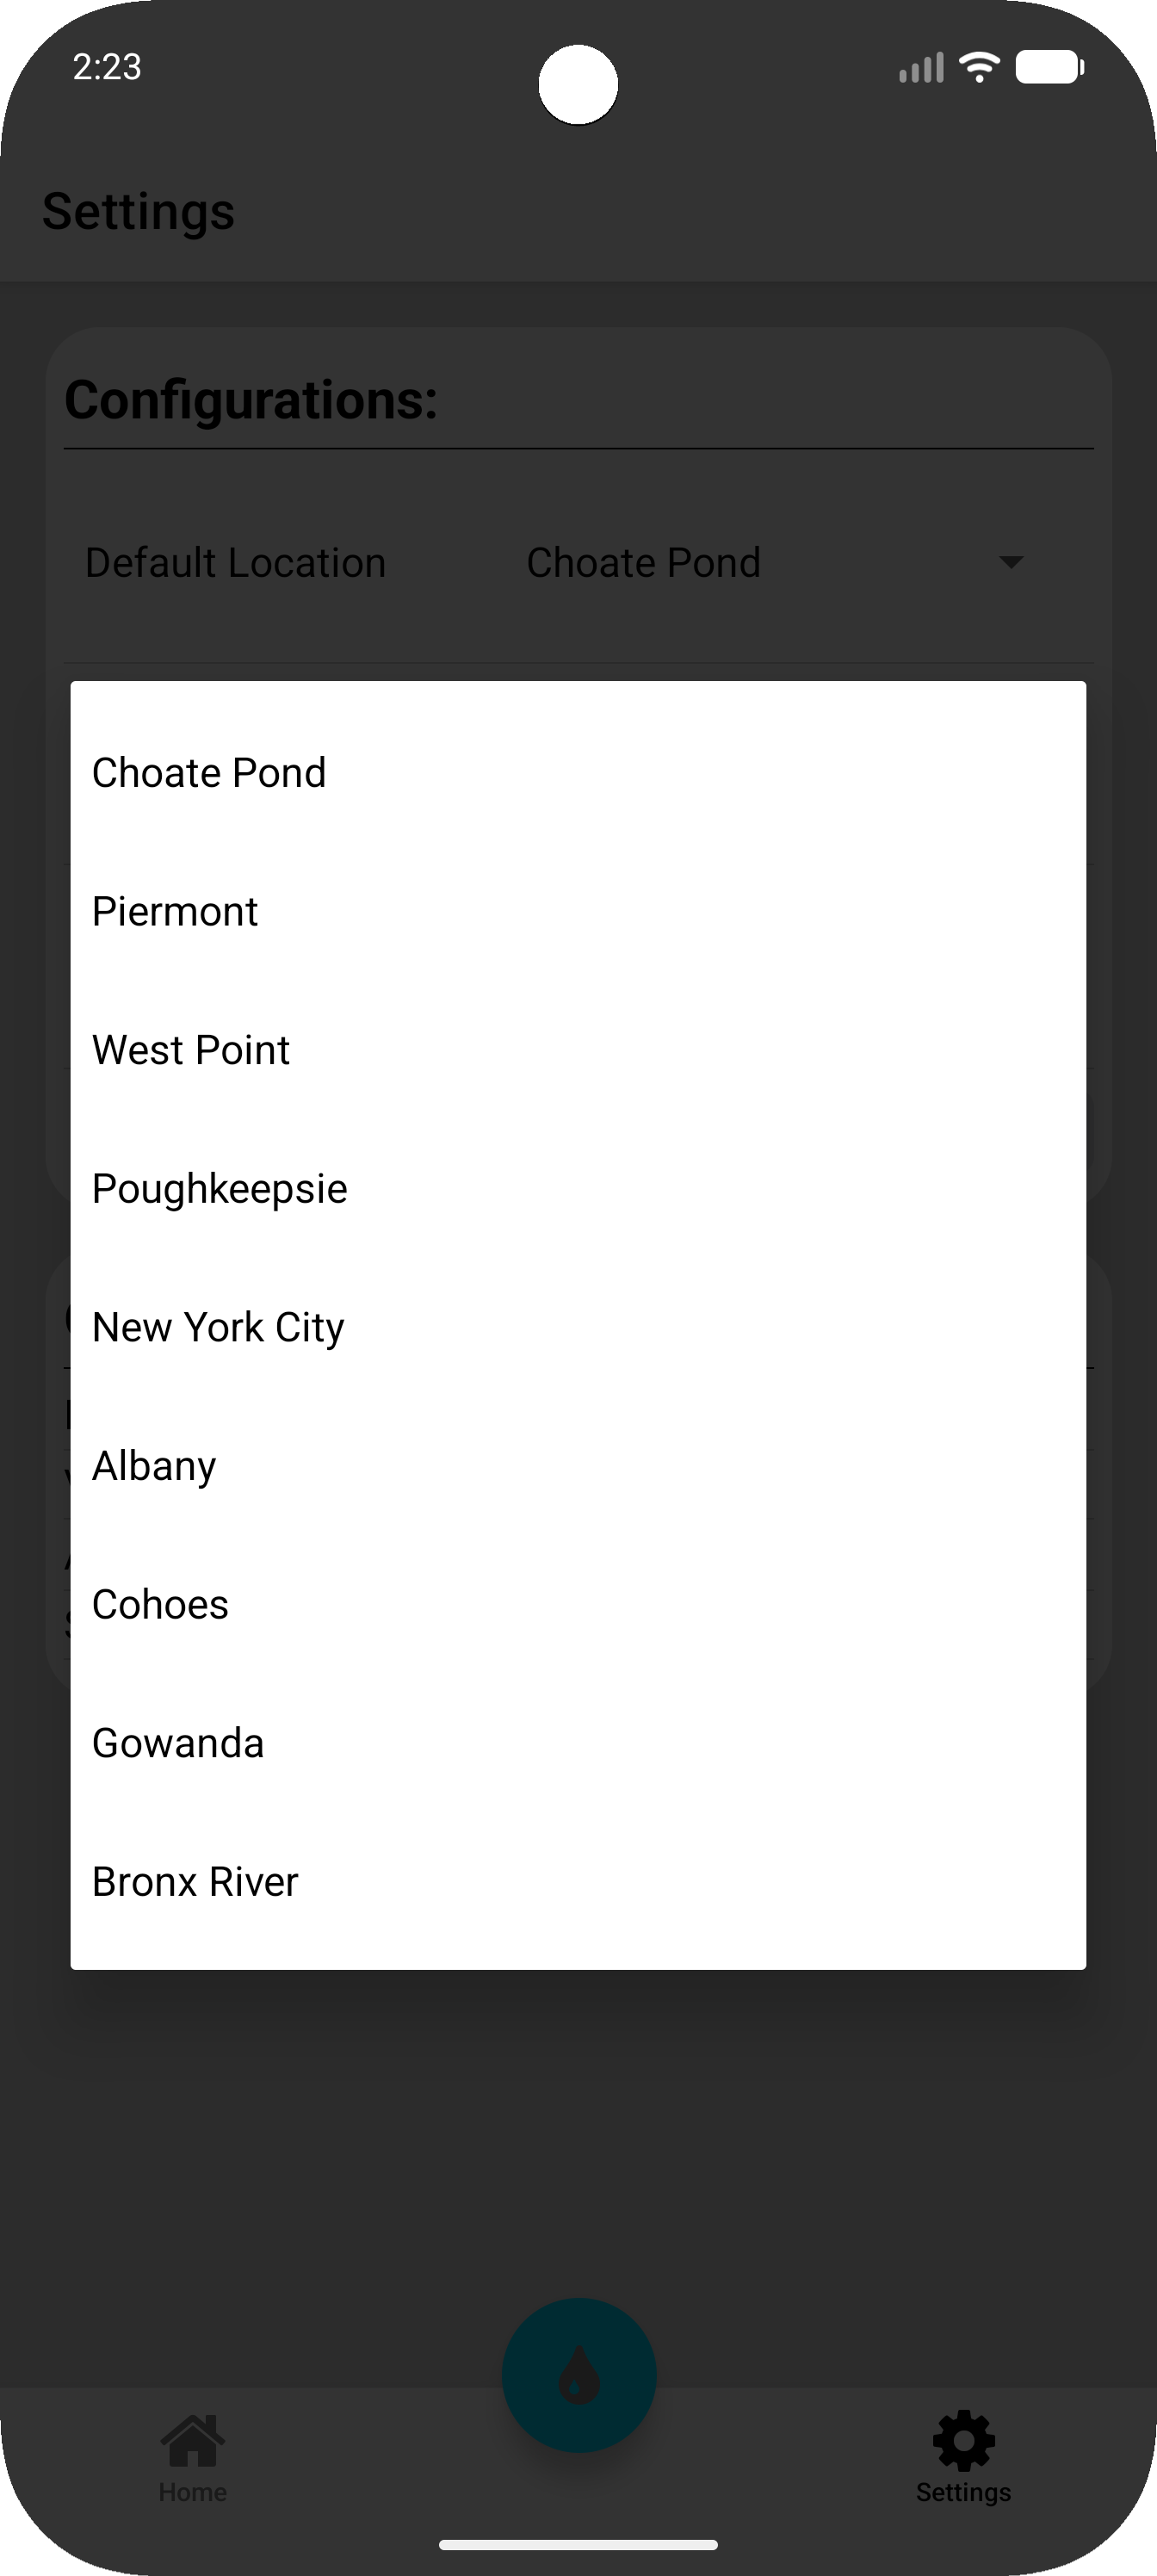 2:23
Settings
Configurations:
Default Location Choate Pond
Choate Pond
Piermont
West Point
Poughkeepsie
New York City
Albany
Cohoes
Gowanda
Bronx River
Home Settings